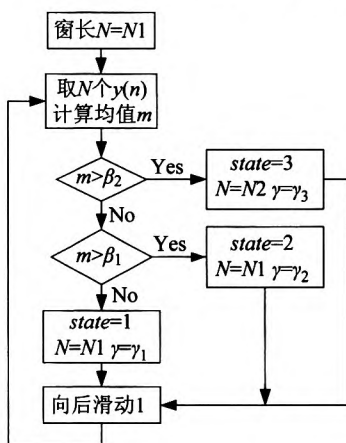 窗长N=N1
取N个y(n)
计算均值m
m>β₂
Yes
state=3
N=N2 γ=γ₃
No
m>β₁
Yes
state=2
N=N1 γ=γ₂
No
state=1
N=N1 γ=γ₁
向后滑动1